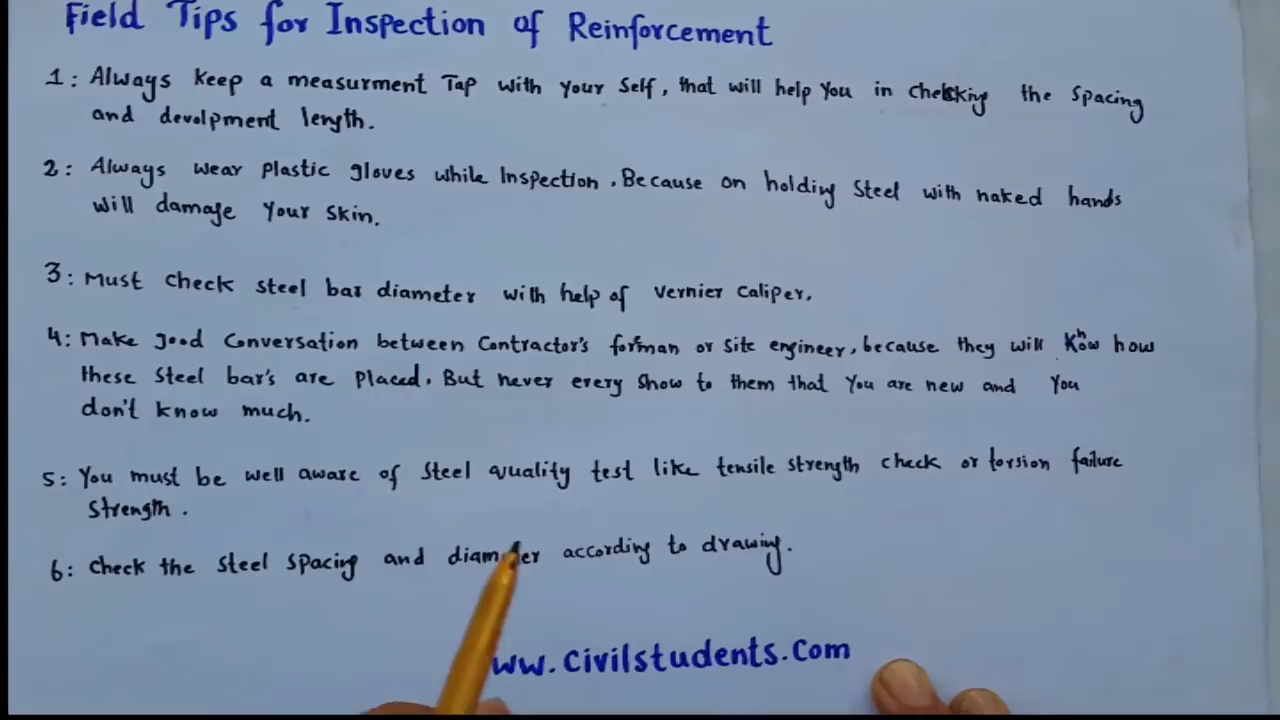 Field Tips for Inspection of Reinforcement
1: Always keep a measurment Tap with your self, that will help you in checking the spacing
and devolpment length.
2: Always wear plastic gloves while Inspection. Because on holding steel with naked hands
will damage your skin.
3: Must check steel bar diameter with help of vernier caliper.
4: Make good conversation between contractor's forman or site engineer, because they will know how
these steel bar's are placed. But never every show to them that you are new and you
don't know much.
5: You must be well aware of steel quality test like tensile strength check or torsion failure
strength.
6: Check the steel spacing and diameter according to drawing.
ww.civilstudents.com